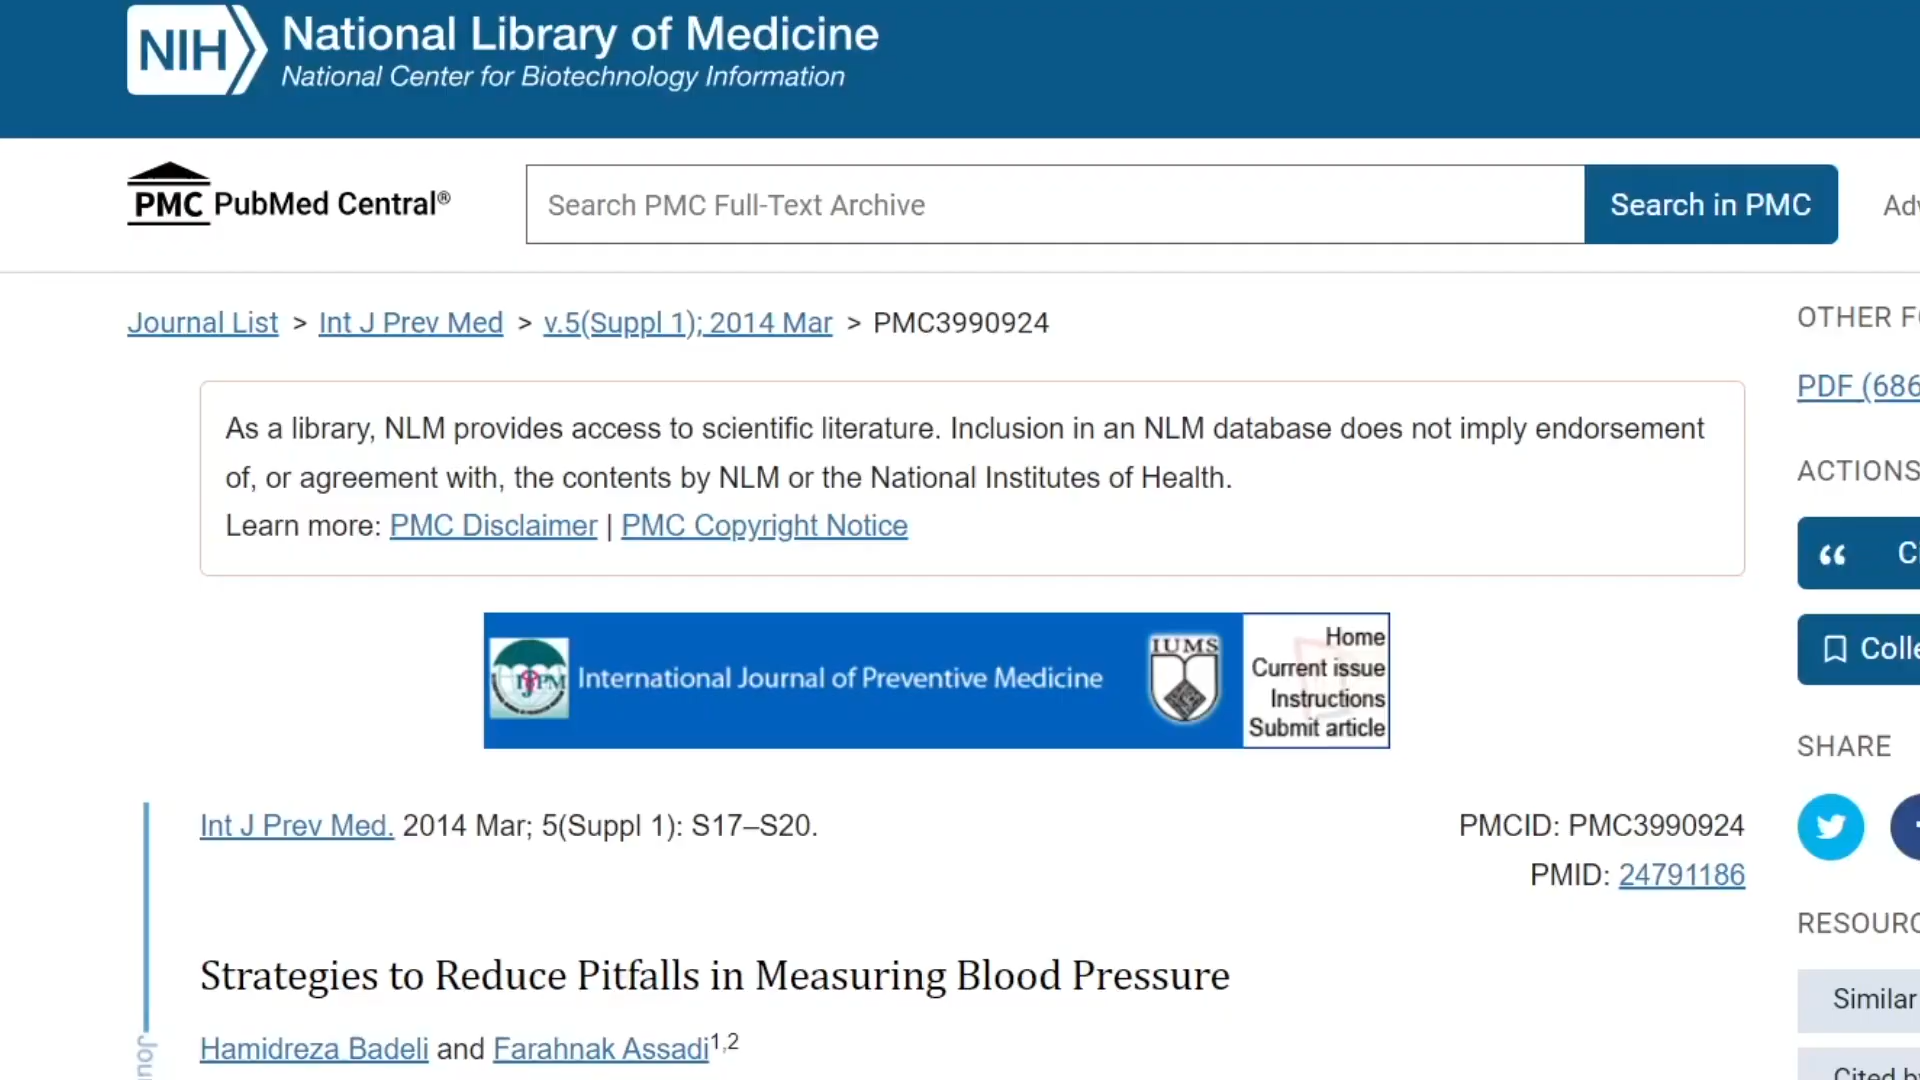 NIH National Library of Medicine
National Center for Biotechnology Information
PMC PubMed Central®
Search PMC Full-Text Archive
Search in PMC
Journal List > Int J Prev Med > v.5(Suppl 1); 2014 Mar > PMC3990924
As a library, NLM provides access to scientific literature. Inclusion in an NLM database does not imply endorsement
of, or agreement with, the contents by NLM or the National Institutes of Health.
Learn more: PMC Disclaimer | PMC Copyright Notice
IJPM International Journal of Preventive Medicine
IUMS
Home
Current issue
Instructions
Submit article
Int J Prev Med. 2014 Mar; 5(Suppl 1): S17–S20.
PMCID: PMC3990924
PMID: 24791186
Strategies to Reduce Pitfalls in Measuring Blood Pressure
Hamidreza Badeli and Farahnak Assadi1,2
OTHER
PDF (686
ACTIONS
SHARE
Similar
Cited